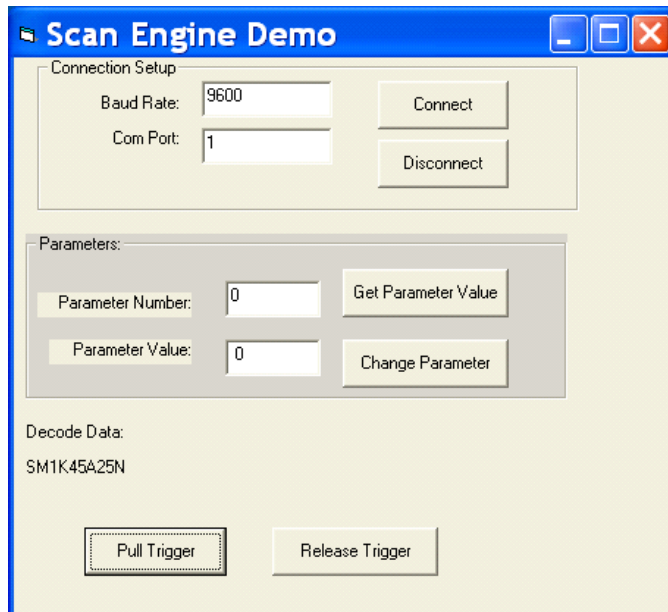 Scan Engine Demo
Connection Setup
Baud Rate: 9600 Connect
Com Port: 1
Disconnect
Parameters:
Parameter Number: 0 Get Parameter Value
Parameter Value: 0 Change Parameter
Decode Data:
SM1K45A25N
Pull Trigger Release Trigger